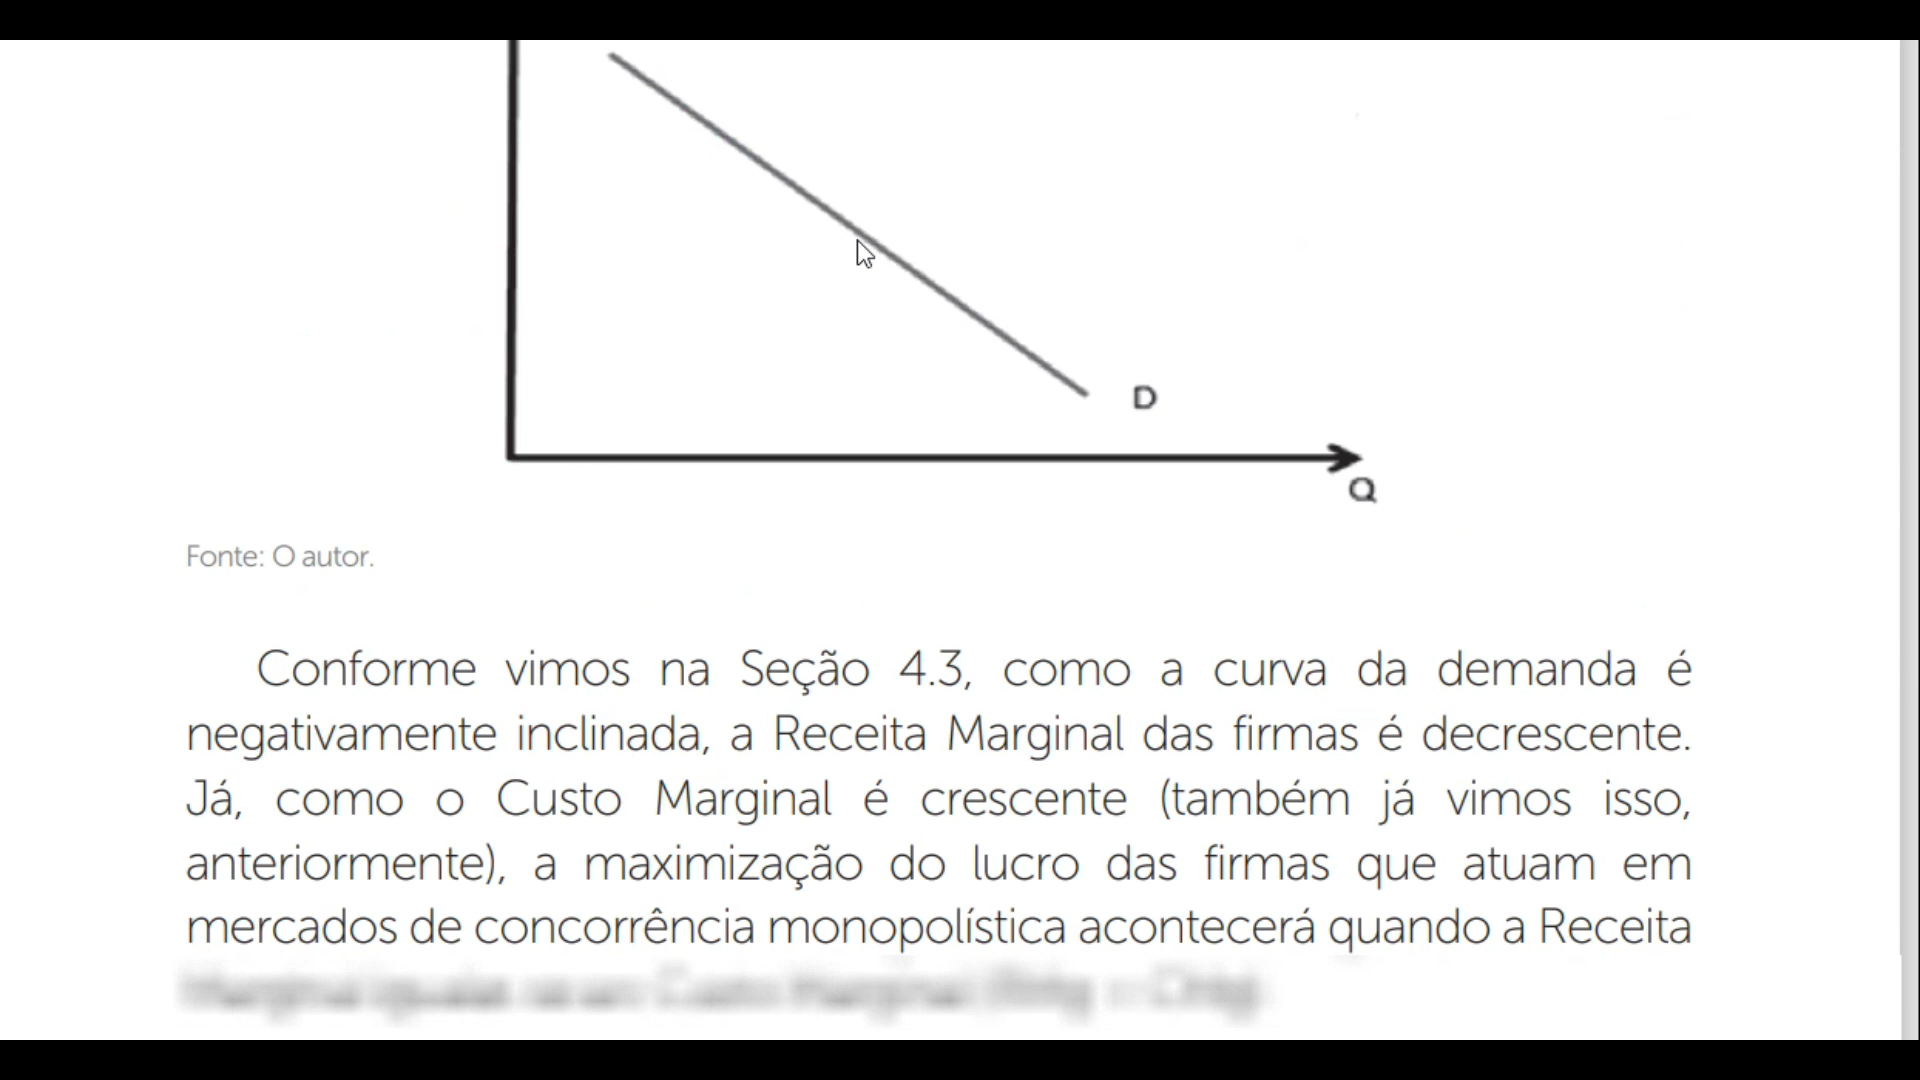 D
Q
Fonte: O autor.
Conforme vimos na Seção 4.3, como a curva da demanda é
negativamente inclinada, a Receita Marginal das firmas é decrescente.
Já, como o Custo Marginal é crescente (também já vimos isso,
anteriormente), a maximização do lucro das firmas que atuam em
mercados de concorrência monopolística acontecerá quando a Receita